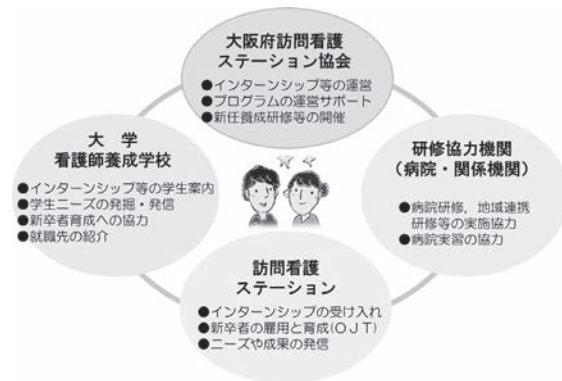 大阪府訪問看護
ステーション協会
●インターンシップ等の運営
●プログラムの運営サポート
●新任養成研修等の開催
大 学
看護師養成学校
●インターンシップ等の学生案内
●学生ニーズの発掘・発信
●新卒者育成への協力
●就職先の紹介
研修協力機関
(病院・関係機関)
●病院研修,地域連携
研修等の実施協力
●病院実習の協力
訪問看護
ステーション
●インターンシップの受け入れ
●新卒者の雇用と育成(OJT)
●ニーズや成果の発信